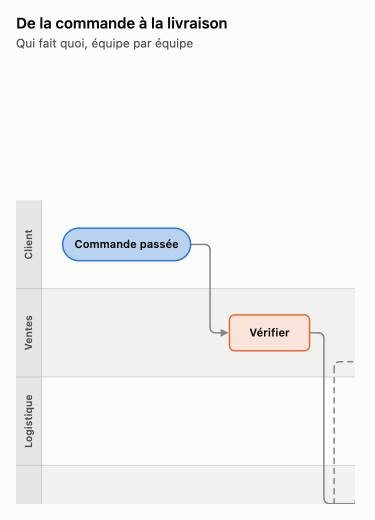 De la commande à la livraison
Qui fait quoi, équipe par équipe
Client
Commande passée
Ventes
Vérifier
Logistique